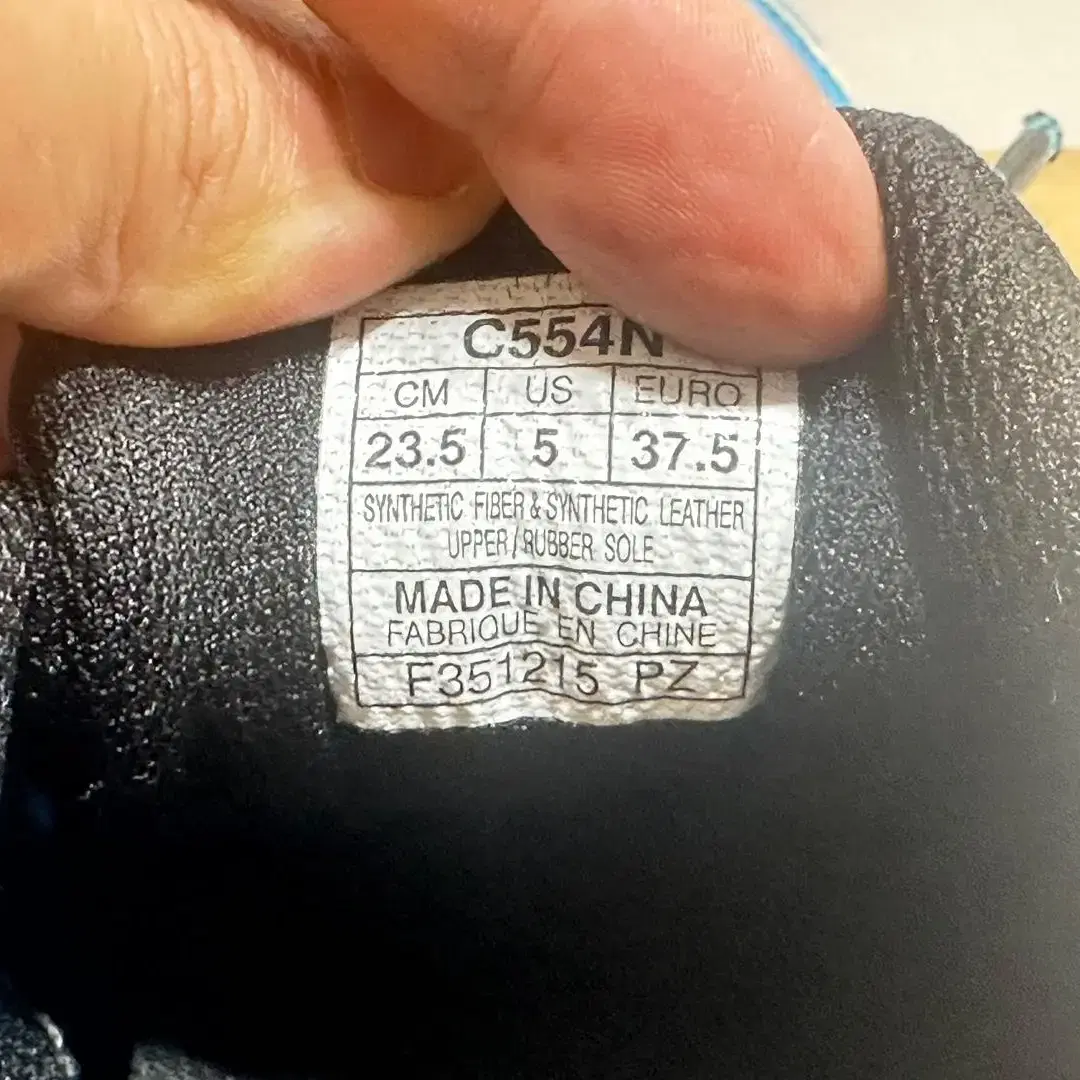 C554N
CM US EURO
23.5 5 37.5
SYNTHETIC FIBER & SYNTHETIC LEATHER
UPPER/RUBBER SOLE
MADE IN CHINA
FABRIQUE EN CHINE
F351215 PZ